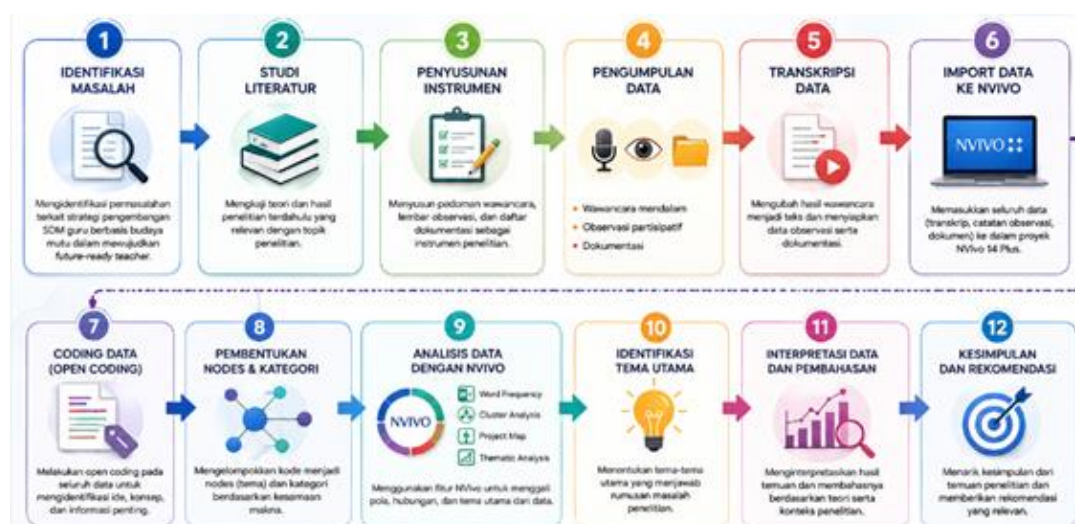 1
IDENTIFIKASI
MASALAH
Mengidentifikasi permasalahan
terkait strategi pengembangan
SDM guru berbasis budaya
mutu dalam mewujudkan
future-ready teacher.
2
STUDI
LITERATUR
Mengkaji teori dan hasil
penelitian terdahulu yang
relevan dengan topik
penelitian.
3
PENYUSUNAN
INSTRUMEN
Menyusun pedoman wawancara,
lembar observasi, dan daftar
dokumentasi sebagai
instrumen penelitian.
4
PENGUMPULAN
DATA
• Wawancara mendalam
• Observasi partisipatif
• Dokumentasi
5
TRANSKRIPSI
DATA
Mengubah hasil wawancara
menjadi teks dan menyiapkan
data observasi serta
dokumentasi.
6
IMPORT DATA
KE NVIVO
NVIVO
Memasukkan seluruh data
(transkrip, catatan observasi,
dokumen) ke dalam proyek
NVivo 14 Plus.
7
CODING DATA
(OPEN CODING)
Melakukan open coding pada
seluruh data untuk
mengidentifikasi ide, konsep,
dan informasi penting.
8
PEMBENTUKAN
NODES & KATEGORI
Mengelompokkan kode menjadi
nodes (tema) dan kategori
berdasarkan kesamaan
makna.
9
ANALISIS DATA
DENGAN NVIVO
NVIVO
Word Frequency
Cluster Analysis
Project Map
Thematic Analysis
Menggunakan fitur NVivo untuk menggali
pola, hubungan, dan tema utama dari data.
10
IDENTIFIKASI
TEMA UTAMA
Menentukan tema-tema
utama yang menjawab
rumusan masalah
penelitian.
11
INTERPRETASI DATA
DAN PEMBAHASAN
Menginterpretasikan hasil
temuan dan membahasnya
berdasarkan teori serta
konteks penelitian.
12
KESIMPULAN
DAN REKOMENDASI
Menarik kesimpulan dari
temuan penelitian dan
memberikan rekomendasi
yang relevan.